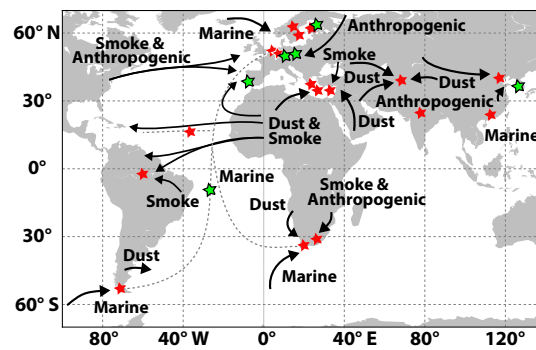 60° N
30°
0°
30°
60° S
80°
40° W
0°
40° E
80°
120°
Marine
Anthropogenic
Smoke &
Anthropogenic
Smoke
Dust
Dust
Anthropogenic
Dust
Marine
Dust &
Smoke
Marine
Smoke
Smoke &
Anthropogenic
Dust
Dust
Marine
Marine